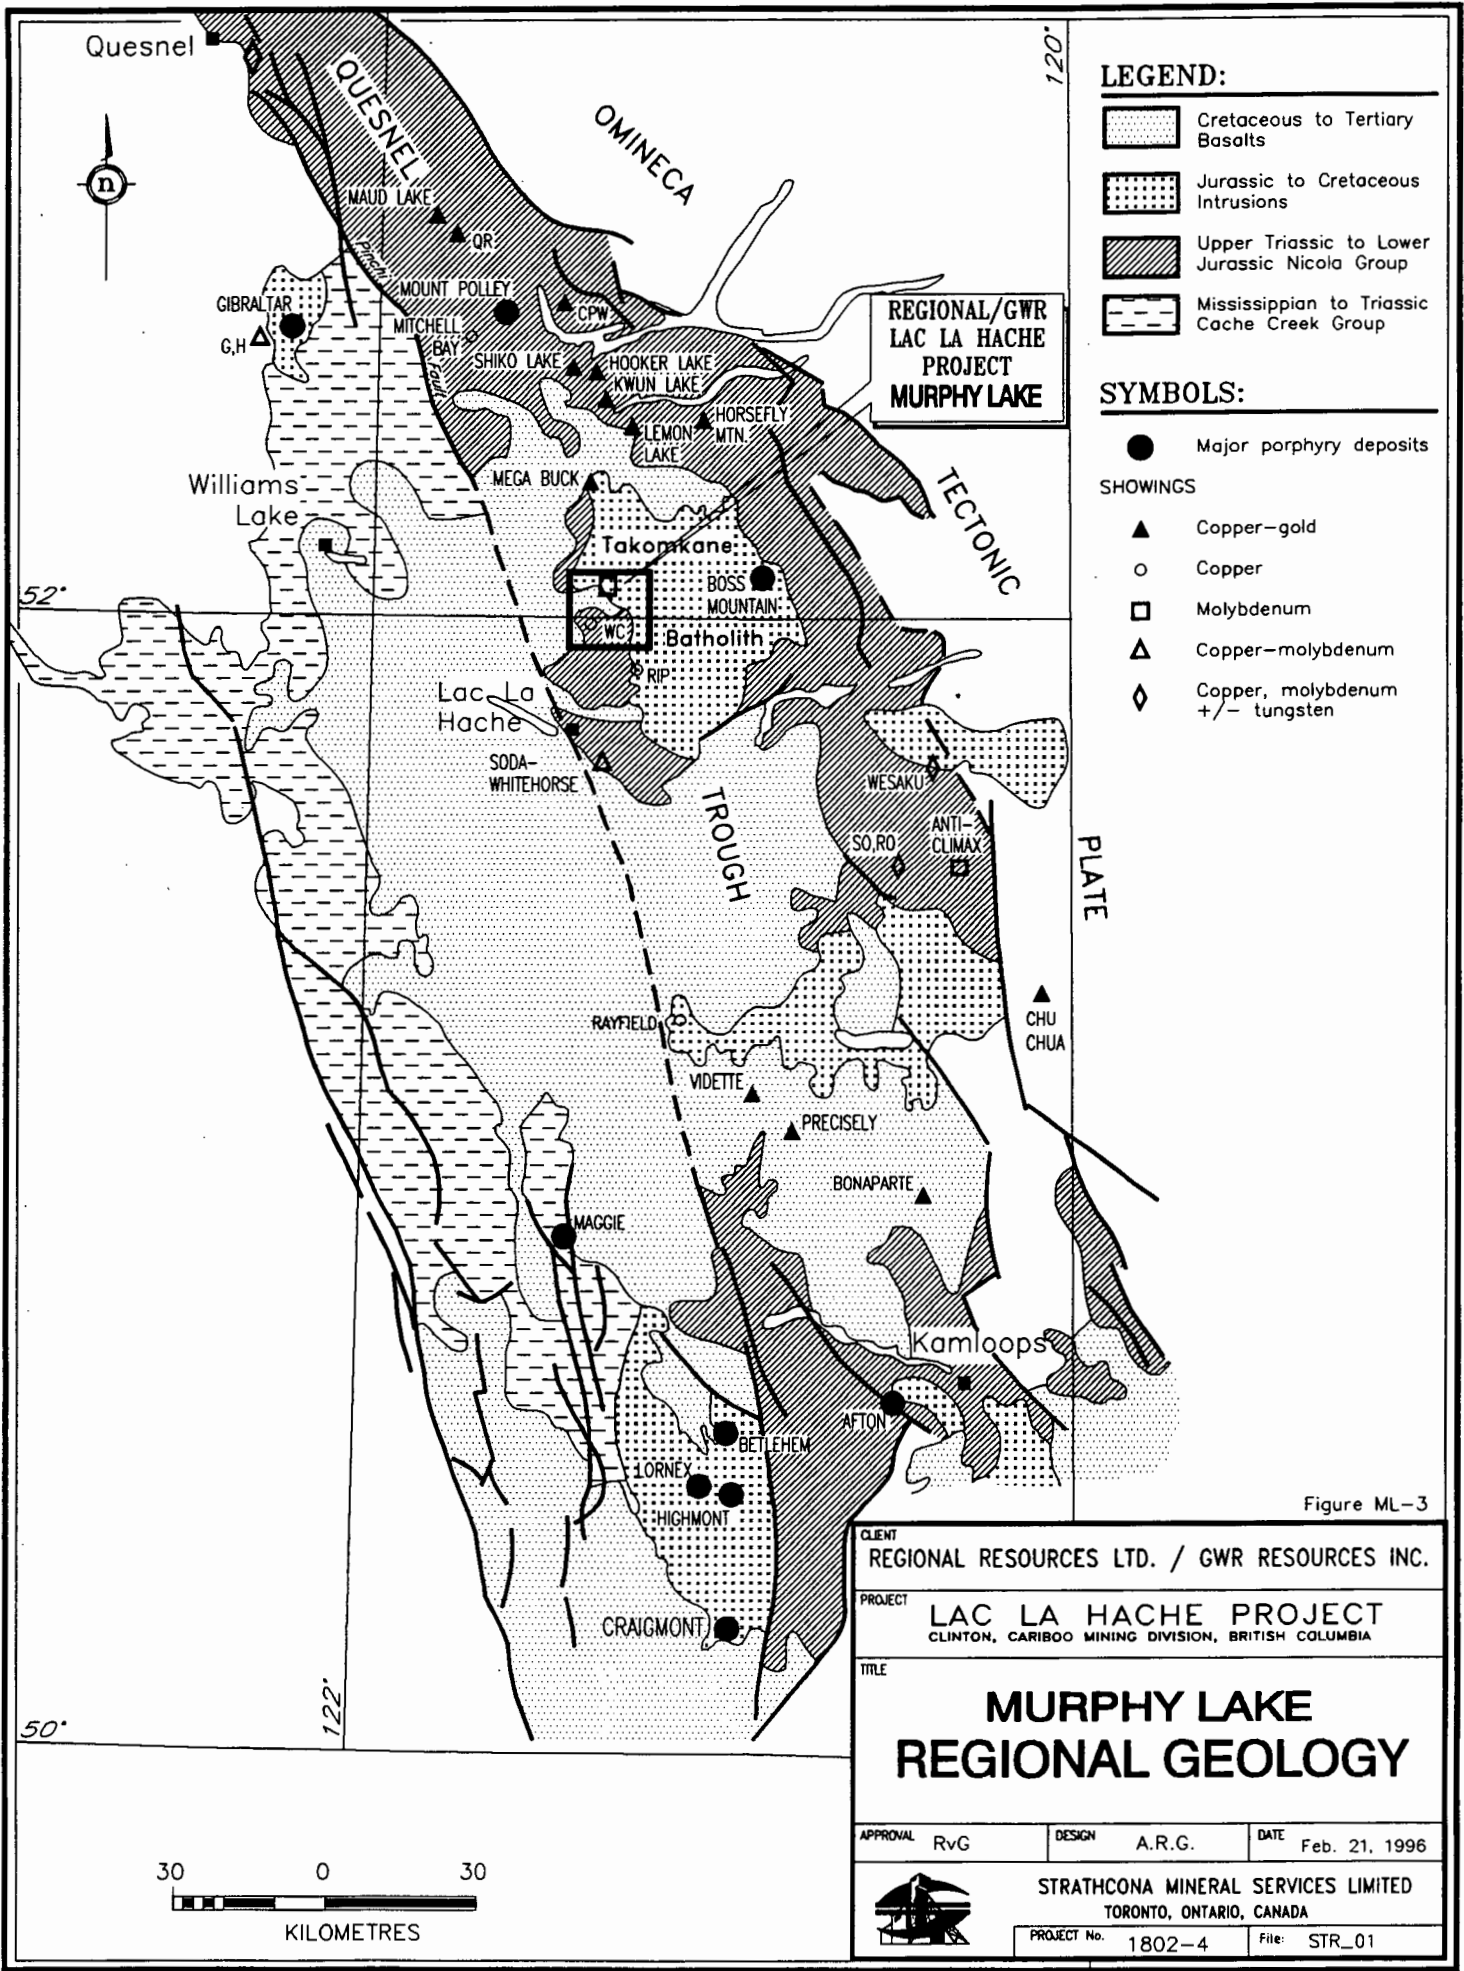 Quesnel
QUESNEL
OMINECA
120°
n
MAUD LAKE
QR
Pinchi
MOUNT POLLEY
GIBRALTAR
G,H
MITCHELL
BAY
Fault
CPW
SHIKO LAKE
HOOKER LAKE
KWUN LAKE
LEMON
LAKE
HORSEFLY
MTN.
MEGA BUCK
REGIONAL/GWR
LAC LA HACHE
PROJECT
MURPHY LAKE
Williams
Lake
TECTONIC
Takomkane
BOSS
MOUNTAIN
52°
WC
Batholith
RIP
Lac La
Hache
SODA-
WHITEHORSE
TROUGH
WESAKU
SO,RO
ANTI-
CLIMAX
PLATE
RAYFIELD
CHU
CHUA
VIDETTE
PRECISELY
BONAPARTE
MAGGIE
Kamloops
AFTON
BETLEHEM
LORNEX
HIGHMONT
CRAIGMONT
122°
50°
LEGEND:
Cretaceous to Tertiary
Basalts
Jurassic to Cretaceous
Intrusions
Upper Triassic to Lower
Jurassic Nicola Group
Mississippian to Triassic
Cache Creek Group
SYMBOLS:
Major porphyry deposits
SHOWINGS
Copper-gold
Copper
Molybdenum
Copper-molybdenum
Copper, molybdenum
+/- tungsten
30 0 30
KILOMETRES
Figure ML-3
CLIENT
REGIONAL RESOURCES LTD. / GWR RESOURCES INC.
PROJECT
LAC LA HACHE PROJECT
CLINTON, CARIBOO MINING DIVISION, BRITISH COLUMBIA
TITLE
MURPHY LAKE
REGIONAL GEOLOGY
APPROVAL RvG
DESIGN A.R.G.
DATE Feb. 21, 1996
STRATHCONA MINERAL SERVICES LIMITED
TORONTO, ONTARIO, CANADA
PROJECT No. 1802-4
File: STR_01